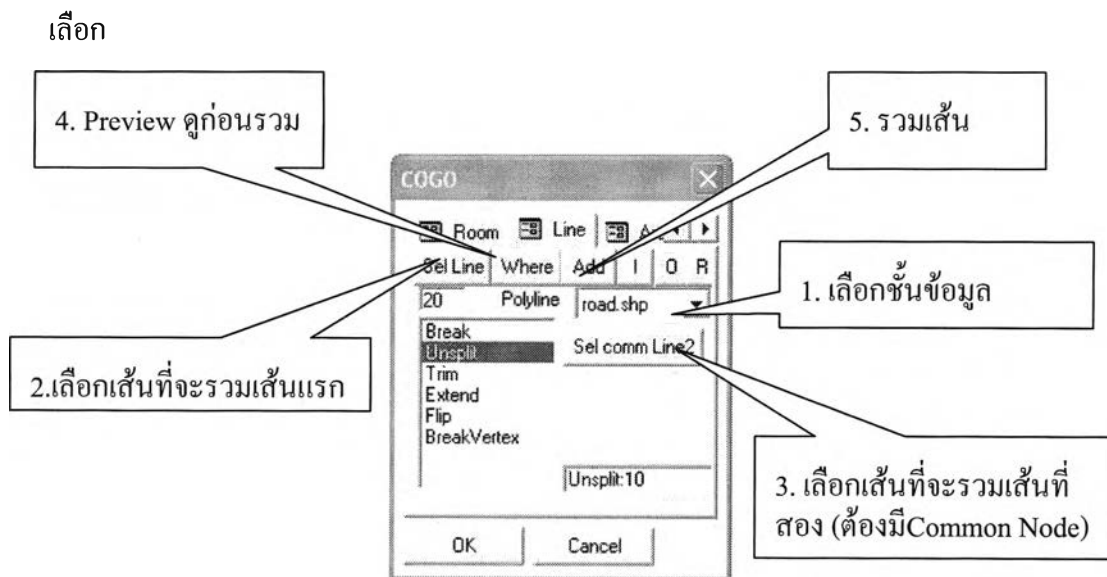 เลือก
4. Preview ดูก่อนรวม
5. รวมเส้น
COGO
Room Line
Sel Line Where Add I O R
20 Polyline road.shp
1. เลือกชั้นข้อมูล
Break
Sel comm Line2
Unsplit
2.เลือกเส้นที่จะรวมเส้นแรก
Trim
Extend
Flip
BreakVertex
Unsplit:10
3. เลือกเส้นที่จะรวมเส้นที่
สอง (ต้องมีCommon Node)
OK Cancel